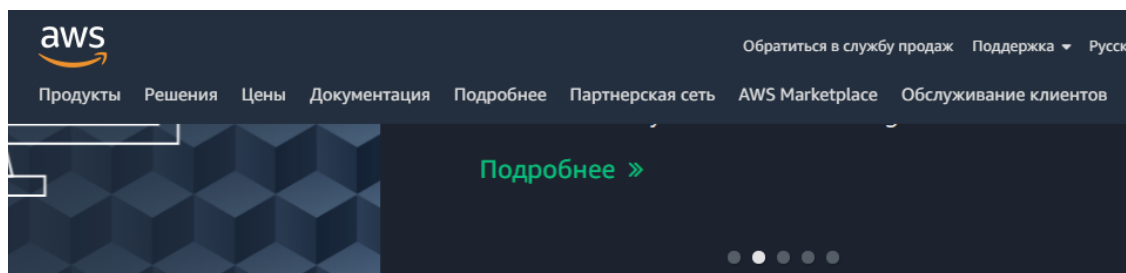 aws
Обратиться в службу продаж Поддержка
Продукты Решения Цены Документация Подробнее Партнерская сеть AWS Marketplace Обслуживание клиентов
Подробнее »